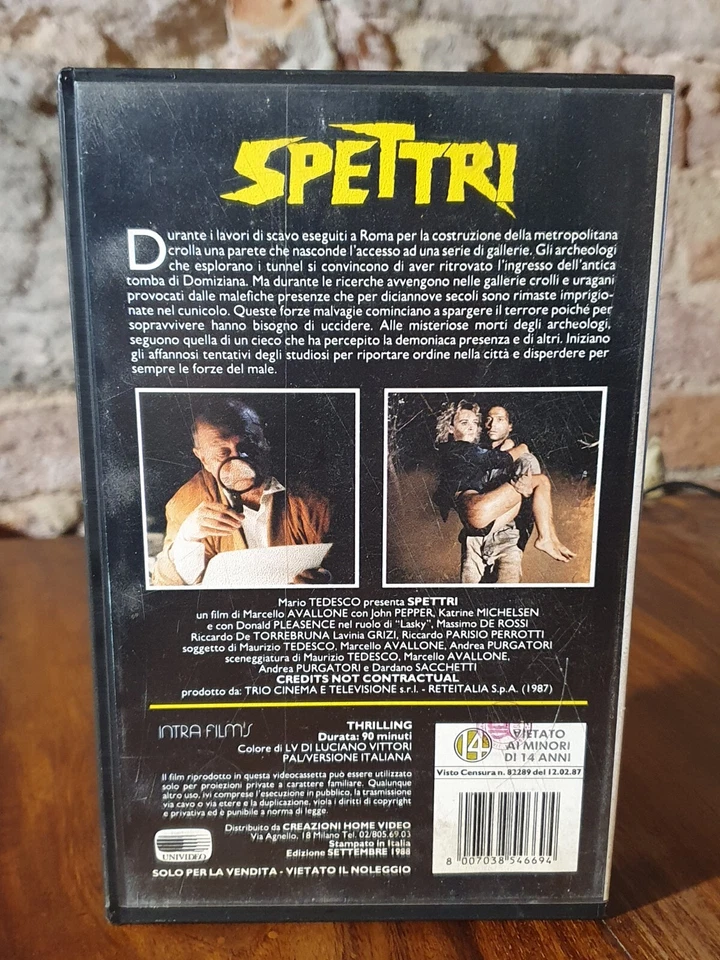 SPETTRI
Durante i lavori di scavo eseguiti a Roma per la costruzione della metropolitana
crolla una parete che nasconde l'accesso ad una serie di gallerie. Gli archeologi
che esplorano i tunnel si convincono di aver ritrovato l'ingresso dell'antica
tomba di Domiziana. Ma durante le ricerche avvengono nelle gallerie crolli e uragani
provocati dalle malefiche presenze che per diciannove secoli sono rimaste imprigio-
nate nel cunicolo. Queste forze malvagie cominciano a spargere il terrore poiché per
sopravvivere hanno bisogno di uccidere. Alle misteriose morti degli archeologi,
seguono quella di un cieco che ha percepito la demoniaca presenza e di altri. Iniziano
gli affannosi tentativi degli studiosi per riportare ordine nella città e disperdere per
sempre le forze del male.
Mario TEDESCO presenta SPETTRI
un film di Marcello AVALLONE con John PEPPER, Katrine MICHELSEN
e con Donald PLEASENCE nel ruolo di "Lasky", Massimo DE ROSSI
Riccardo De TORREBRUNA Lavinia GRIZI, Riccardo PARISIO PERROTTI
soggetto di Maurizio TEDESCO, Marcello AVALLONE, Andrea PURGATORI
sceneggiatura di Maurizio TEDESCO, Marcello AVALLONE,
Andrea PURGATORI e Dardano SACCHETTI
CREDITS NOT CONTRACTUAL
prodotto da: TRIO CINEMA E TELEVISIONE s.r.l. - RETEITALIA S.p.A. (1987)
INTRA FILM'S
THRILLING
Durata: 90 minuti
Colore di LV DI LUCIANO VITTORI
PAL/VERSIONE ITALIANA
Il film riprodotto in questa videocassetta può essere utilizzato
solo per proiezioni private a carattere familiare. Qualunque
altro uso, ivi comprese l'esecuzione in pubblico, la trasmissione
via cavo o via etere e la duplicazione, viola i diritti di copyright
e privativa ed è punibile a norma di legge.
Distribuito da CREAZIONI HOME VIDEO
Via Agnello, 18 Milano Tel. 02/805.69.03
Stampato in Italia
Edizione SETTEMBRE 1988
UNIVIDEO
SOLO PER LA VENDITA - VIETATO IL NOLEGGIO
14
VIETATO
AI MINORI
DI 14 ANNI
Visto Censura n. 82289 del 12.02.87
8 007038 546694